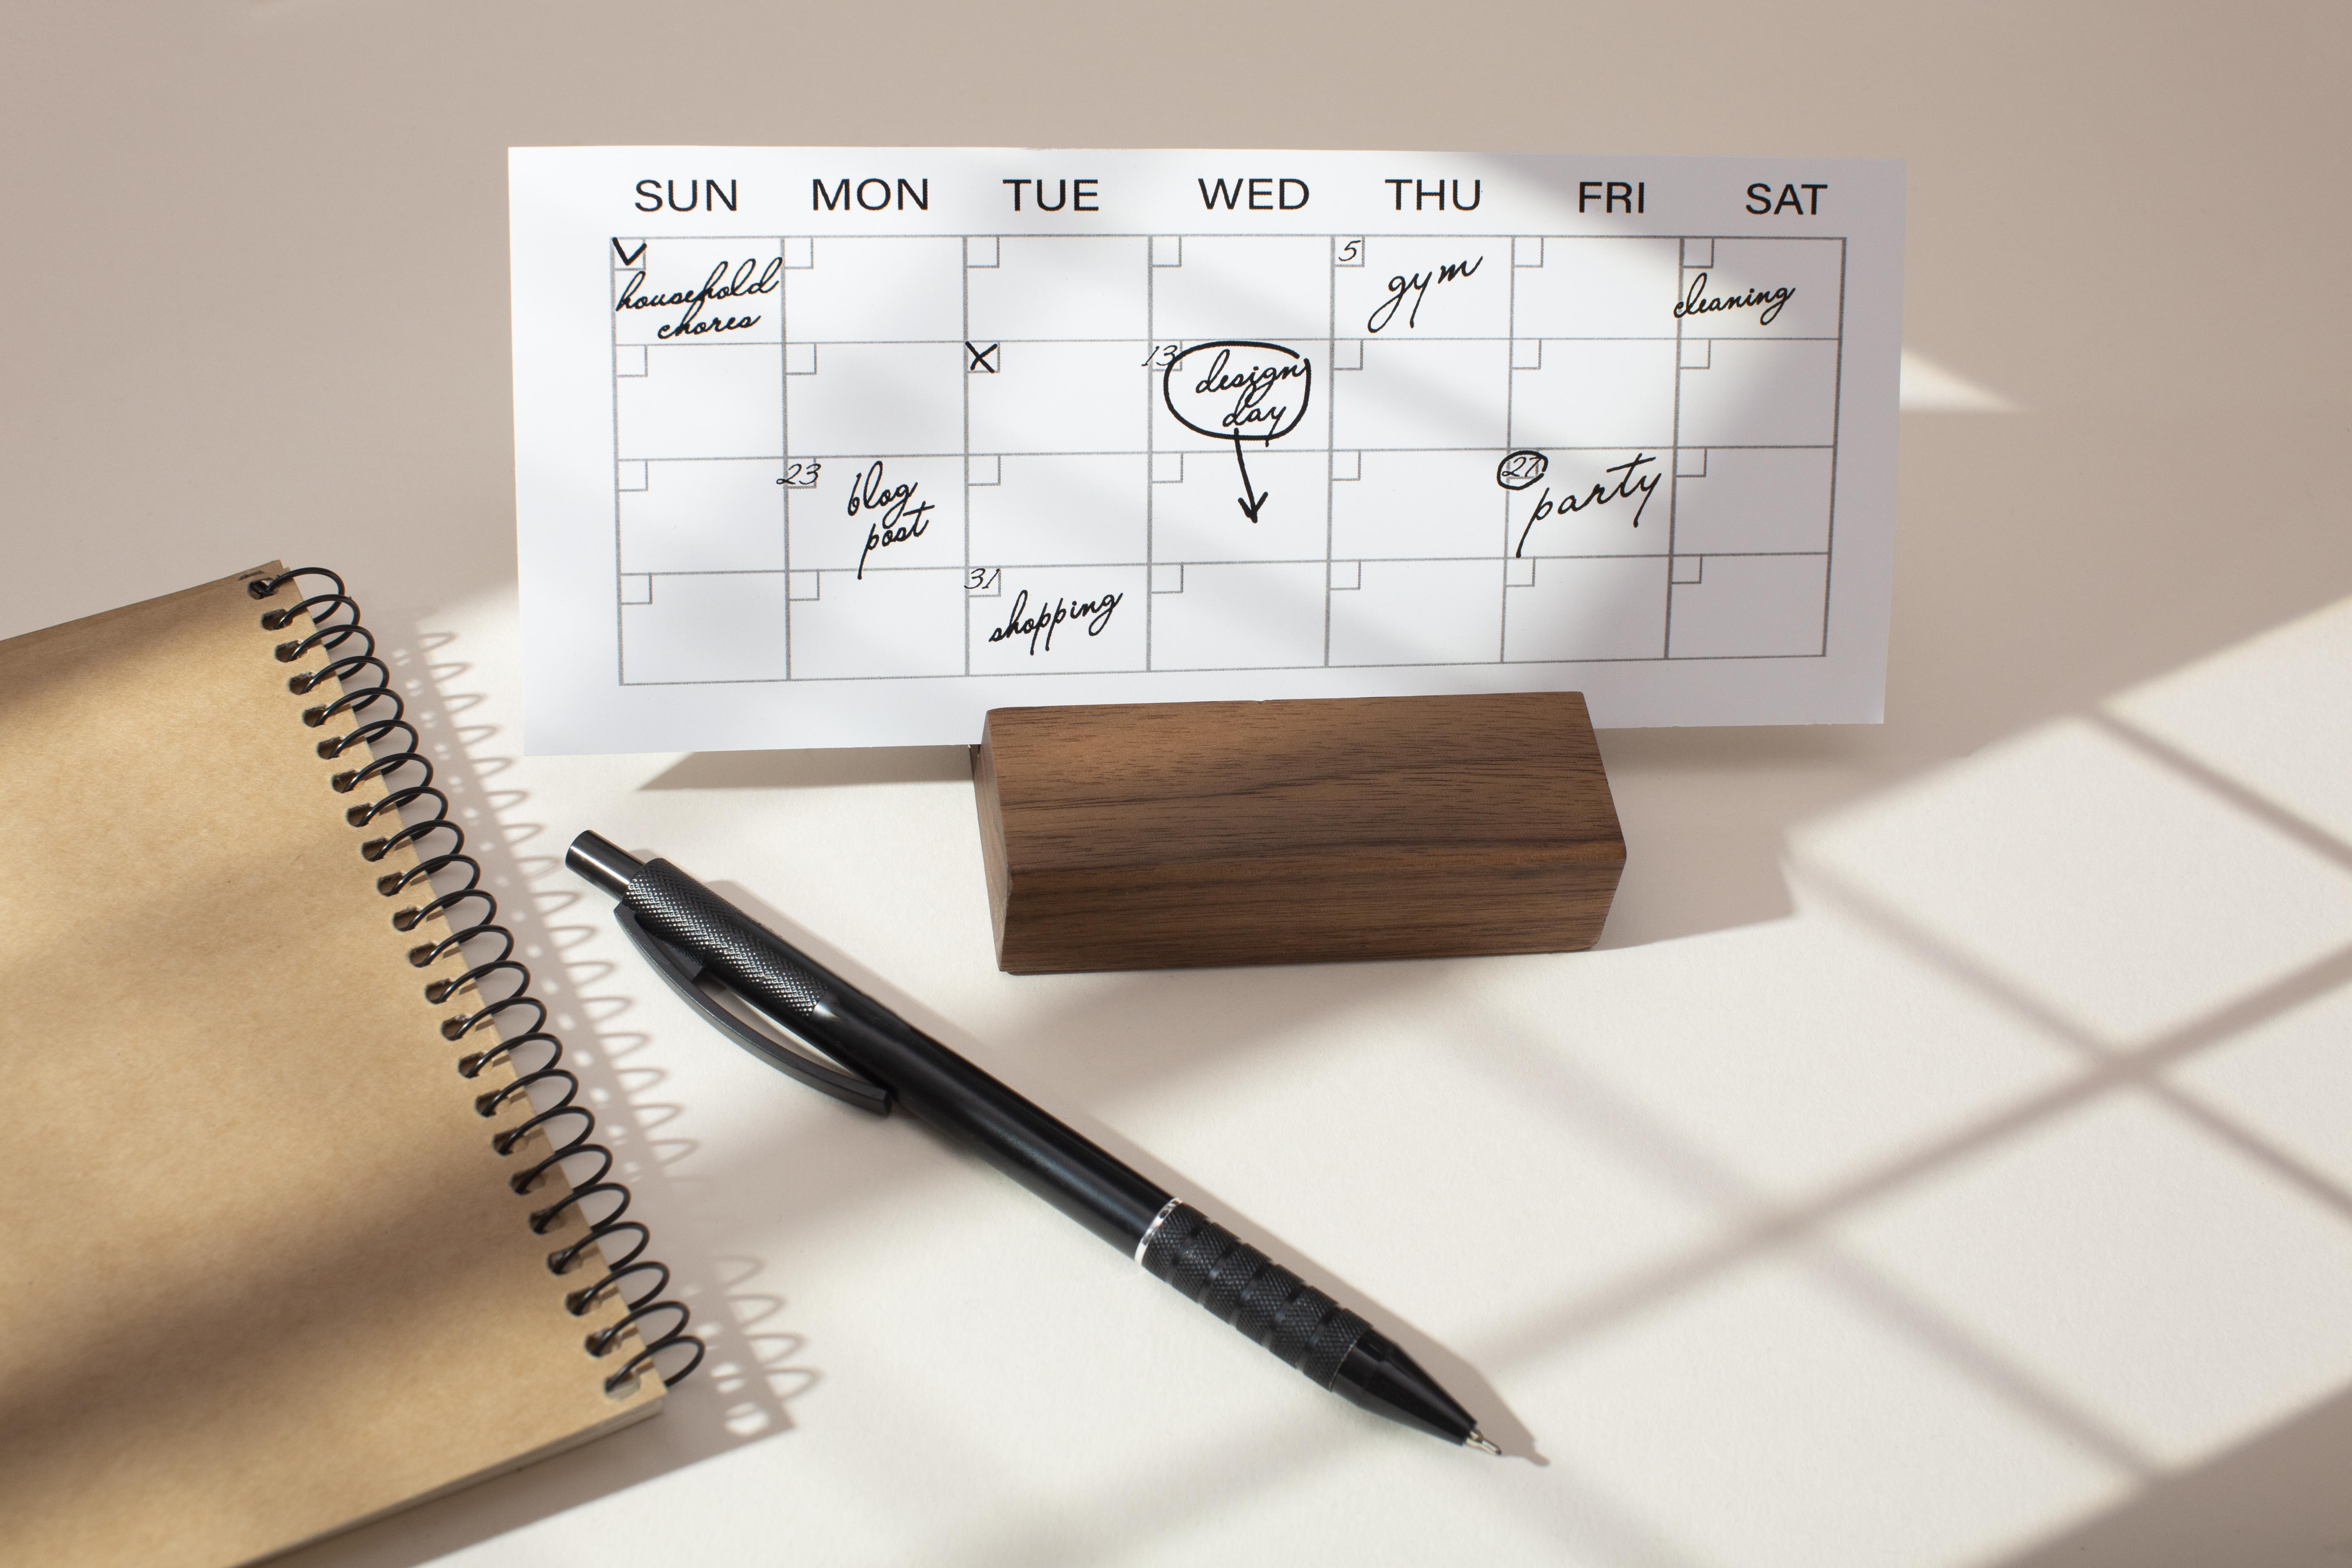 SUN MON TUE WED THU FRI SAT
household
chores
5
gym
cleaning
13
design
day
23
blog
post
27
party
31
shopping